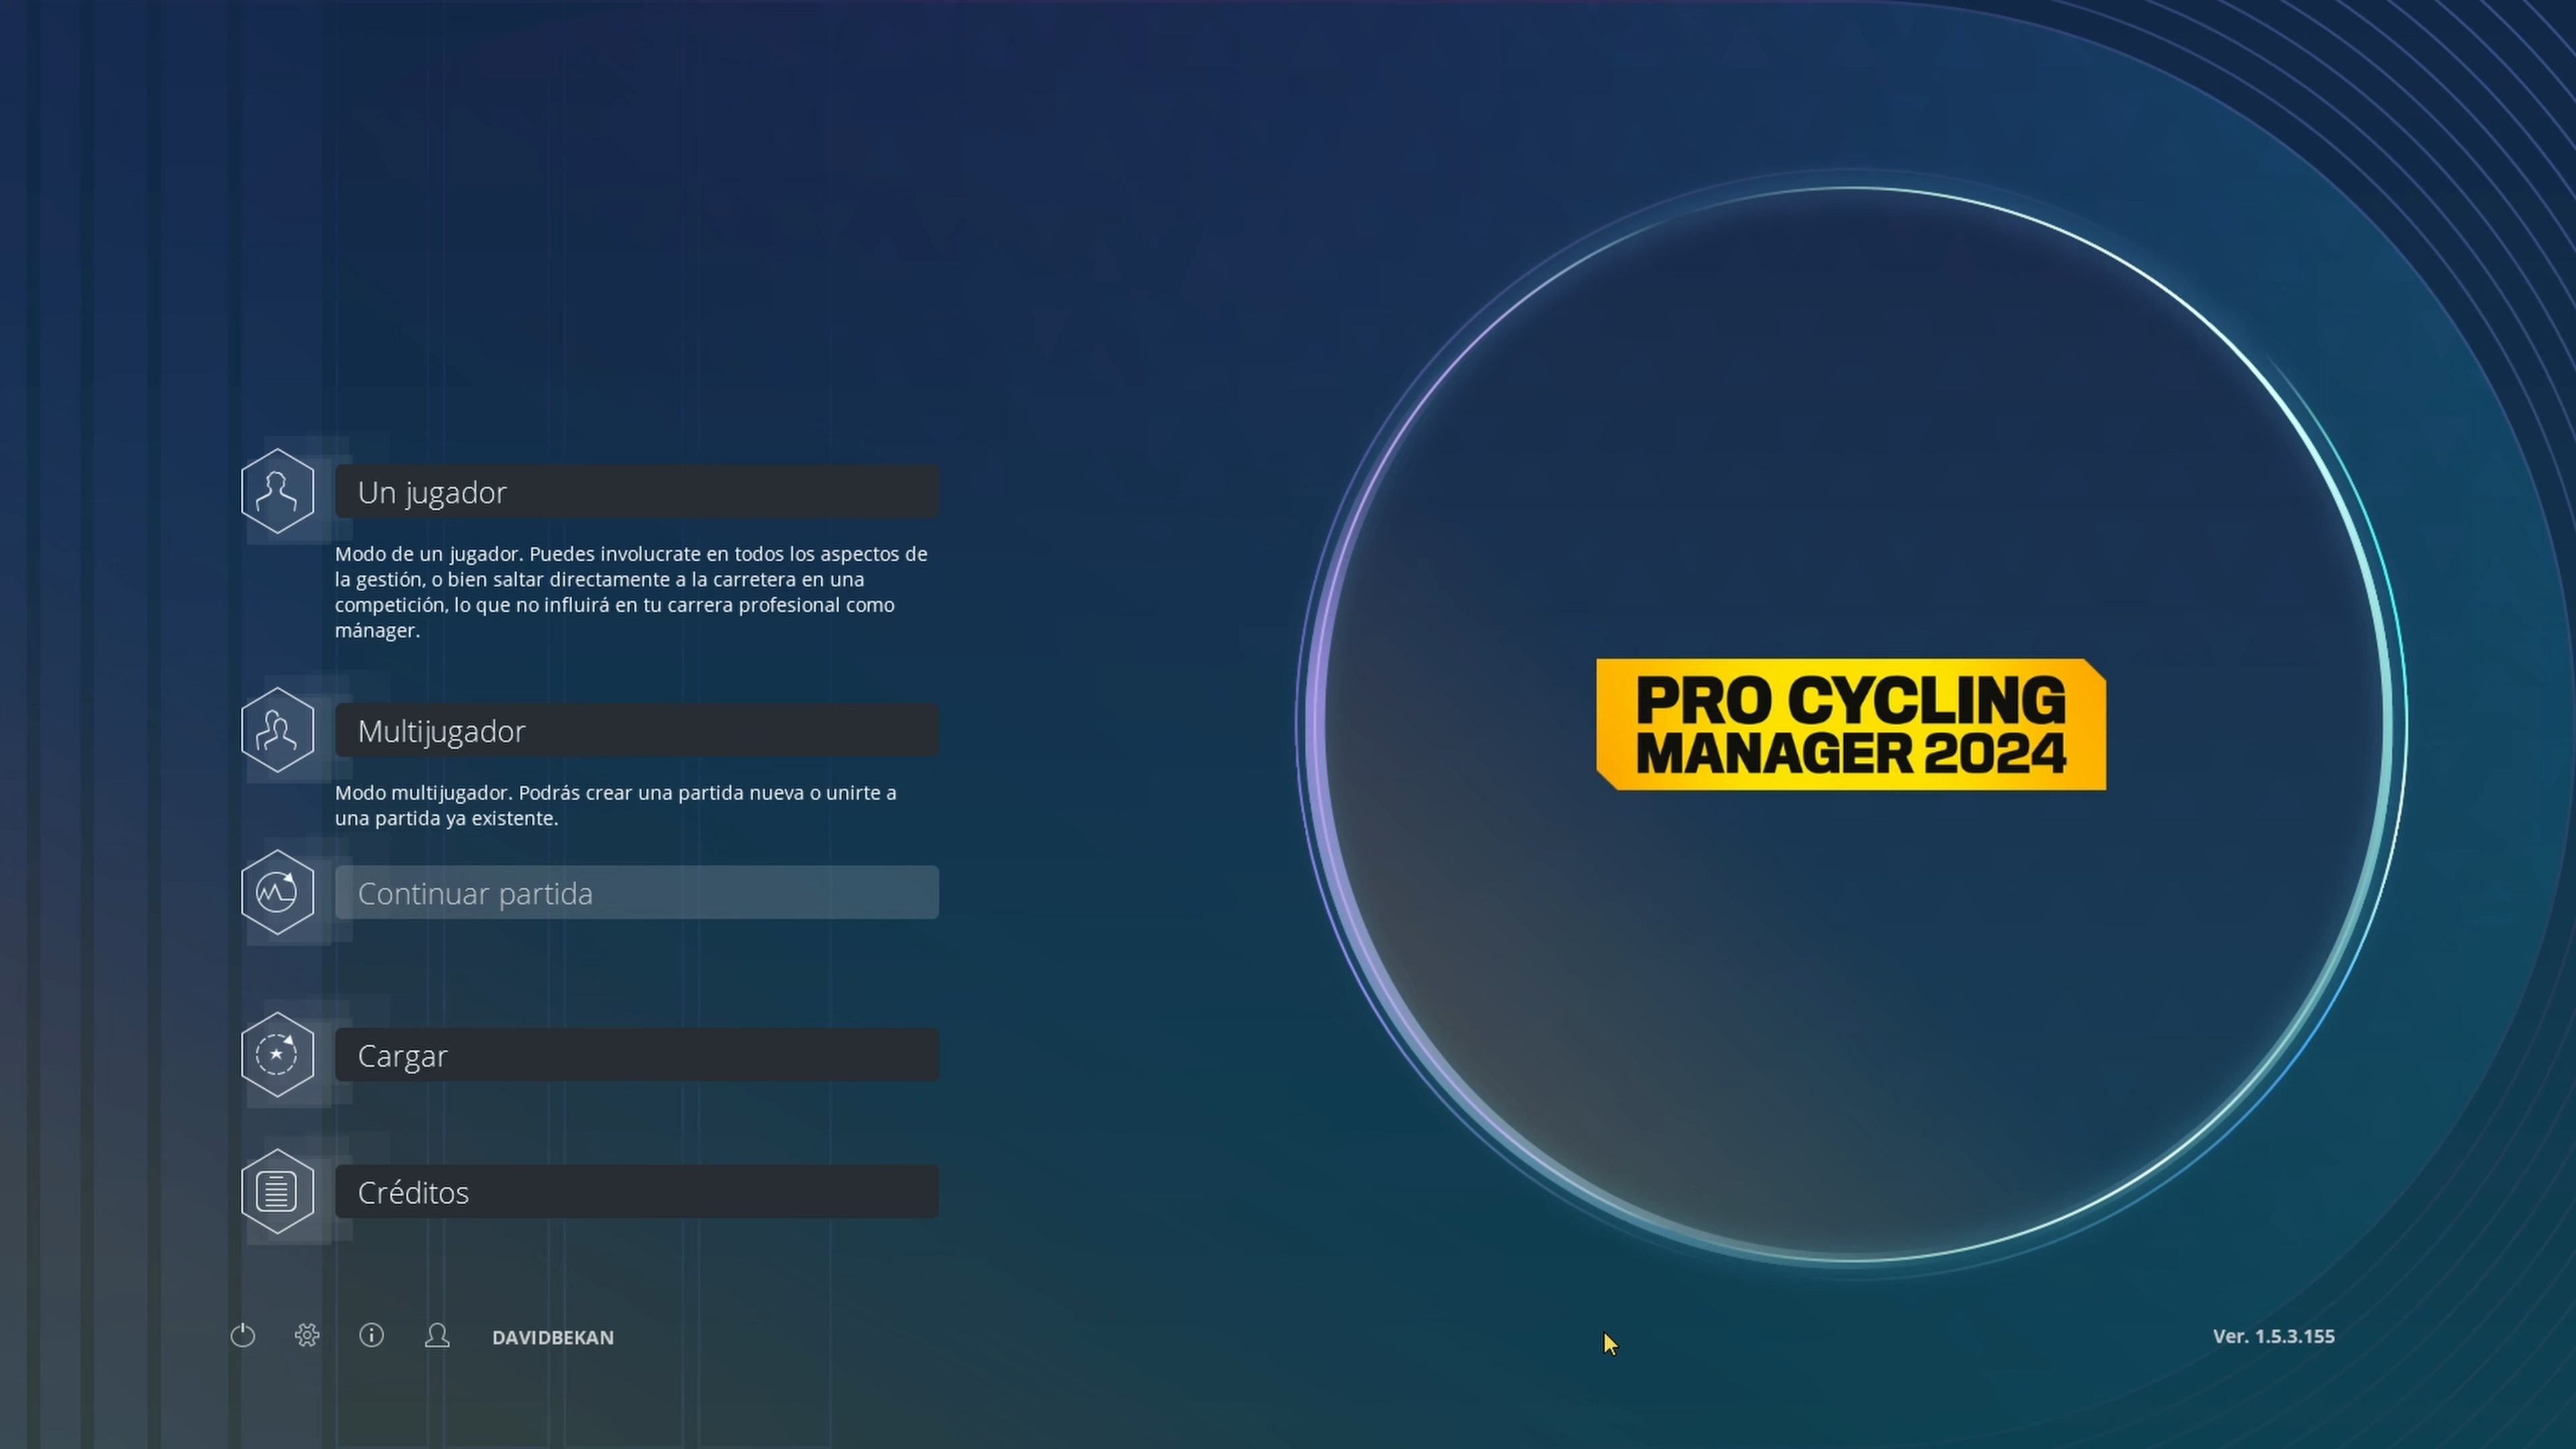 Un jugador
Modo de un jugador. Puedes involucrate en todos los aspectos de
la gestión, o bien saltar directamente a la carretera en una
competición, lo que no influirá en tu carrera profesional como
mánager.
Multijugador
Modo multijugador. Podrás crear una partida nueva o unirte a
una partida ya existente.
Continuar partida
Cargar
Créditos
DAVIDBEKAN
PRO CYCLING
MANAGER 2024
Ver. 1.5.3.155